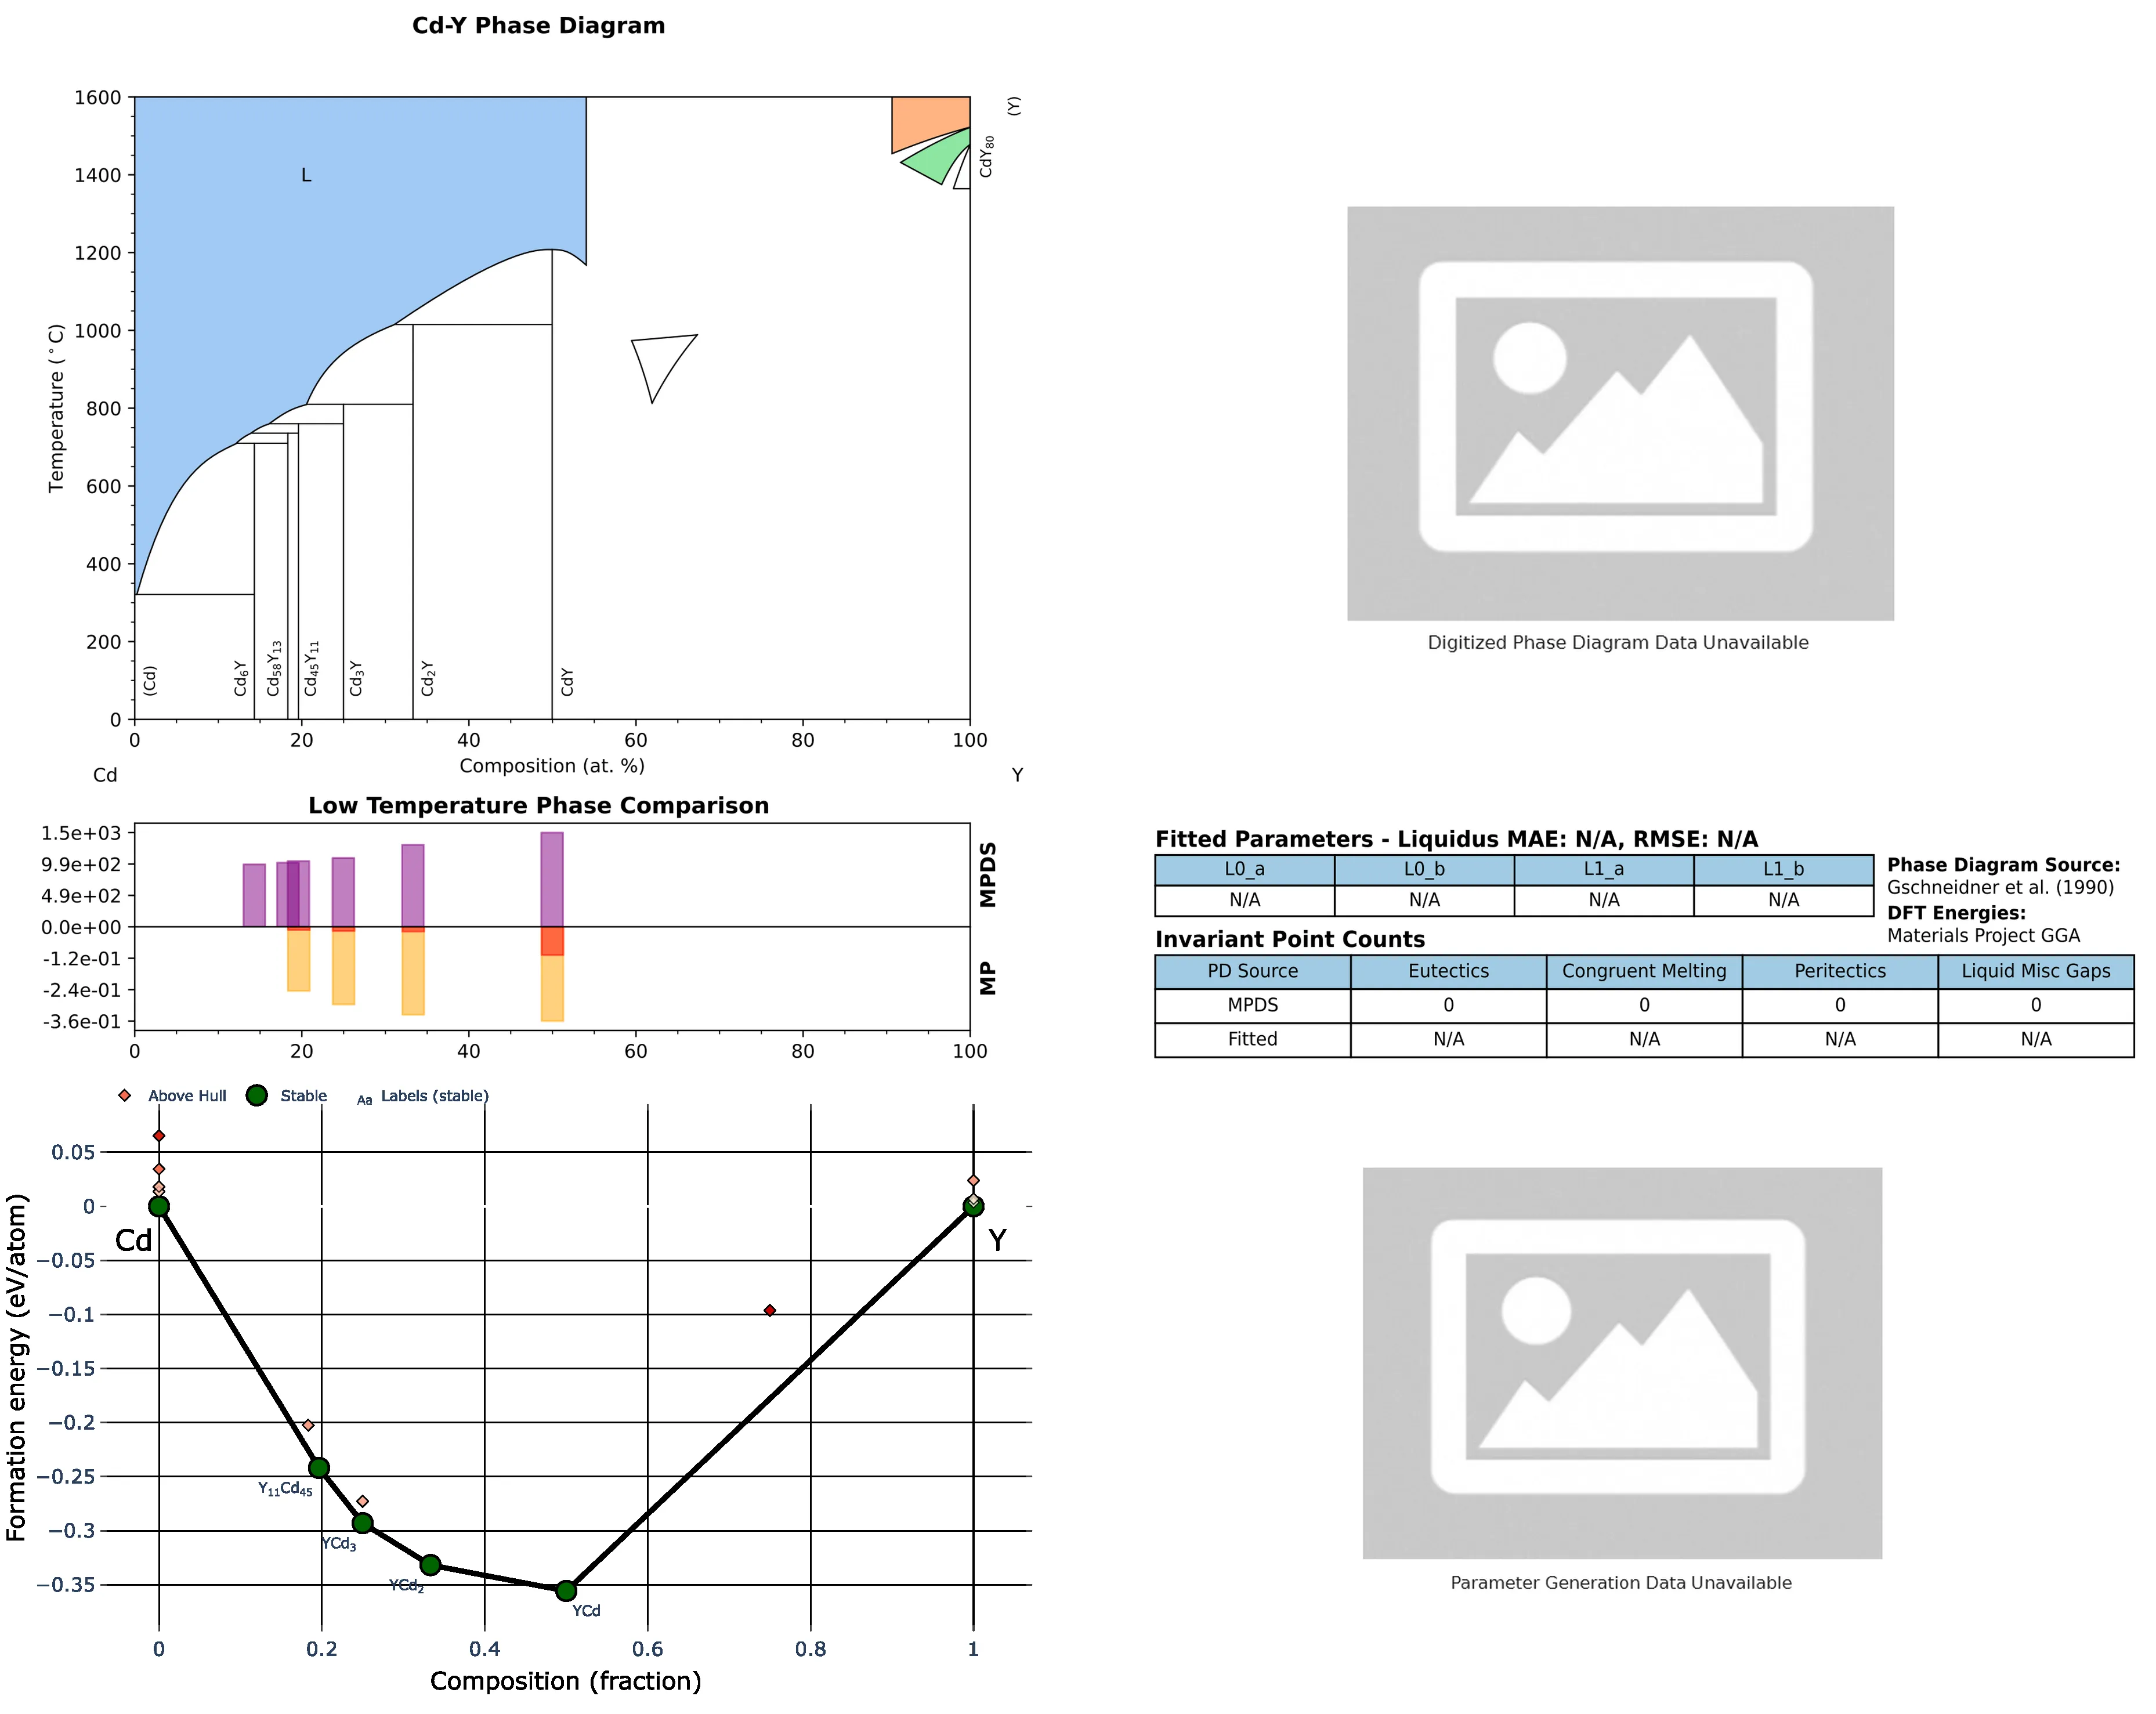 Cd-Y Phase Diagram
Temperature (°C)
1600
1400
1200
1000
800
600
400
200
0
L
(Cd)
Cd₆Y
Cd₅₈Y₁₃
Cd₄₅Y₁₁
Cd₃Y
Cd₂Y
CdY
(Y)
CdY₈₀
0 20 40 60 80 100
Composition (at. %)
Cd Y
Digitized Phase Diagram Data Unavailable
Low Temperature Phase Comparison
1.5e+03
9.9e+02
4.9e+02
0.0e+00
-1.2e-01
-2.4e-01
-3.6e-01
MPDS
MP
0 20 40 60 80 100
Fitted Parameters - Liquidus MAE: N/A, RMSE: N/A
L0_a L0_b L1_a L1_b
N/A N/A N/A N/A
Phase Diagram Source:
Gschneidner et al. (1990)
DFT Energies:
Materials Project GGA
Invariant Point Counts
PD Source Eutectics Congruent Melting Peritectics Liquid Misc Gaps
MPDS 0 0 0 0
Fitted N/A N/A N/A N/A
Above Hull Stable Aa Labels (stable)
Formation energy (eV/atom)
0.05
0
−0.05
−0.1
−0.15
−0.2
−0.25
−0.3
−0.35
Cd
Y
Y₁₁Cd₄₅
YCd₃
YCd₂
YCd
0 0.2 0.4 0.6 0.8 1
Composition (fraction)
Parameter Generation Data Unavailable